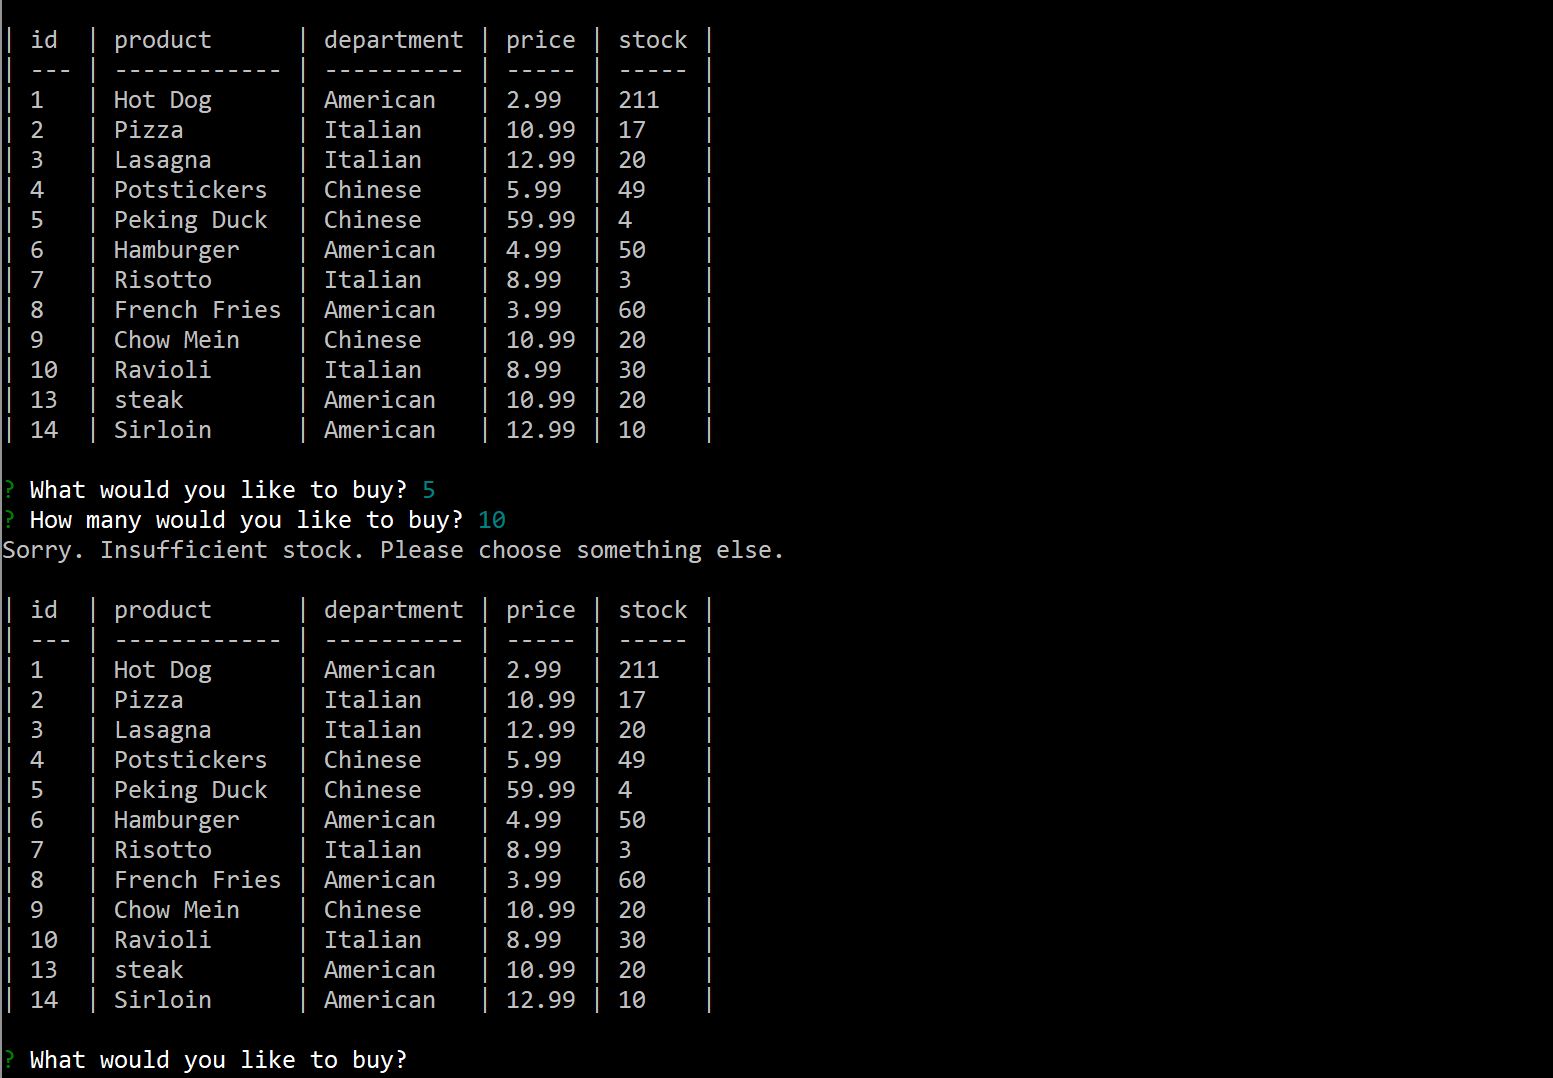 | id  | product      | department | price | stock |
| --- | ------------ | ---------- | ----- | ----- |
| 1   | Hot Dog      | American   | 2.99  | 211   |
| 2   | Pizza        | Italian    | 10.99 | 17    |
| 3   | Lasagna      | Italian    | 12.99 | 20    |
| 4   | Potstickers  | Chinese    | 5.99  | 49    |
| 5   | Peking Duck  | Chinese    | 59.99 | 4     |
| 6   | Hamburger    | American   | 4.99  | 50    |
| 7   | Risotto      | Italian    | 8.99  | 3     |
| 8   | French Fries | American   | 3.99  | 60    |
| 9   | Chow Mein    | Chinese    | 10.99 | 20    |
| 10  | Ravioli      | Italian    | 8.99  | 30    |
| 13  | steak        | American   | 10.99 | 20    |
| 14  | Sirloin      | American   | 12.99 | 10    |
? What would you like to buy? 5
? How many would you like to buy? 10
Sorry. Insufficient stock. Please choose something else.
| id  | product      | department | price | stock |
| --- | ------------ | ---------- | ----- | ----- |
| 1   | Hot Dog      | American   | 2.99  | 211   |
| 2   | Pizza        | Italian    | 10.99 | 17    |
| 3   | Lasagna      | Italian    | 12.99 | 20    |
| 4   | Potstickers  | Chinese    | 5.99  | 49    |
| 5   | Peking Duck  | Chinese    | 59.99 | 4     |
| 6   | Hamburger    | American   | 4.99  | 50    |
| 7   | Risotto      | Italian    | 8.99  | 3     |
| 8   | French Fries | American   | 3.99  | 60    |
| 9   | Chow Mein    | Chinese    | 10.99 | 20    |
| 10  | Ravioli      | Italian    | 8.99  | 30    |
| 13  | steak        | American   | 10.99 | 20    |
| 14  | Sirloin      | American   | 12.99 | 10    |
? What would you like to buy?